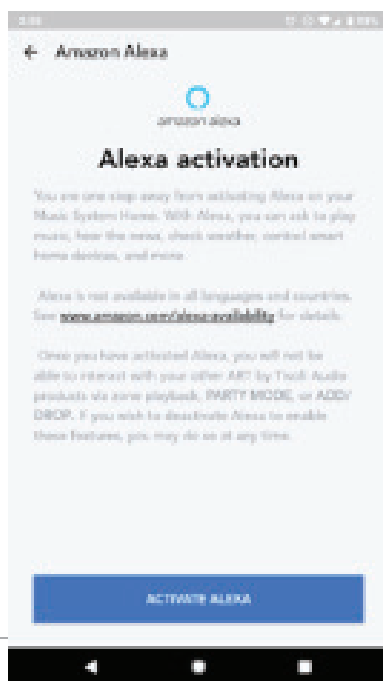 Amazon Alexa
amazon alexa
Alexa activation
You are one step away from activating Alexa on your
Music System Home. With Alexa, you can ask to play
music, hear the news, check weather, control smart
home devices, and more.
Alexa is not available in all languages and countries.
See www.amazon.com/alexa-availability for details.
Once you have activated Alexa, you will not be
able to interact with your other ART by Tivoli Audio
products via zone playback, PARTY MODE, or ADD/
DROP. If you wish to deactivate Alexa to enable
these features, you may do so at any time.
ACTIVATE ALEXA